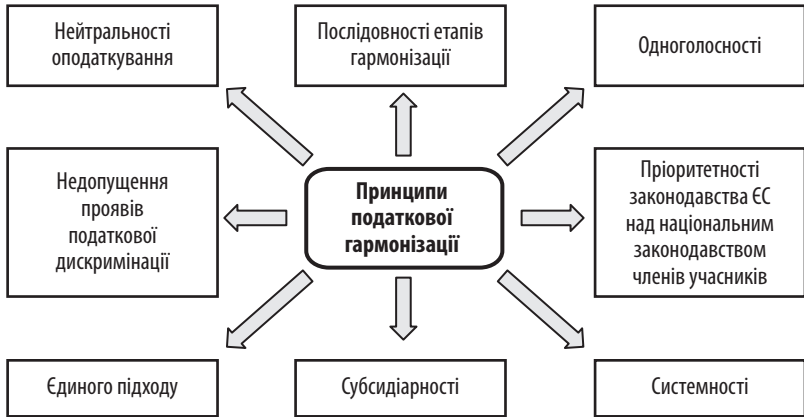 Нейтральності
оподаткування
Послідовності етапів
гармонізації
Одноголосності
Недопущення
проявів
податкової
дискримінації
Принципи
податкової
гармонізації
Пріоритетності
законодавства ЄС
над національним
законодавством
членів учасників
Єдиного підходу
Субсидіарності
Системності